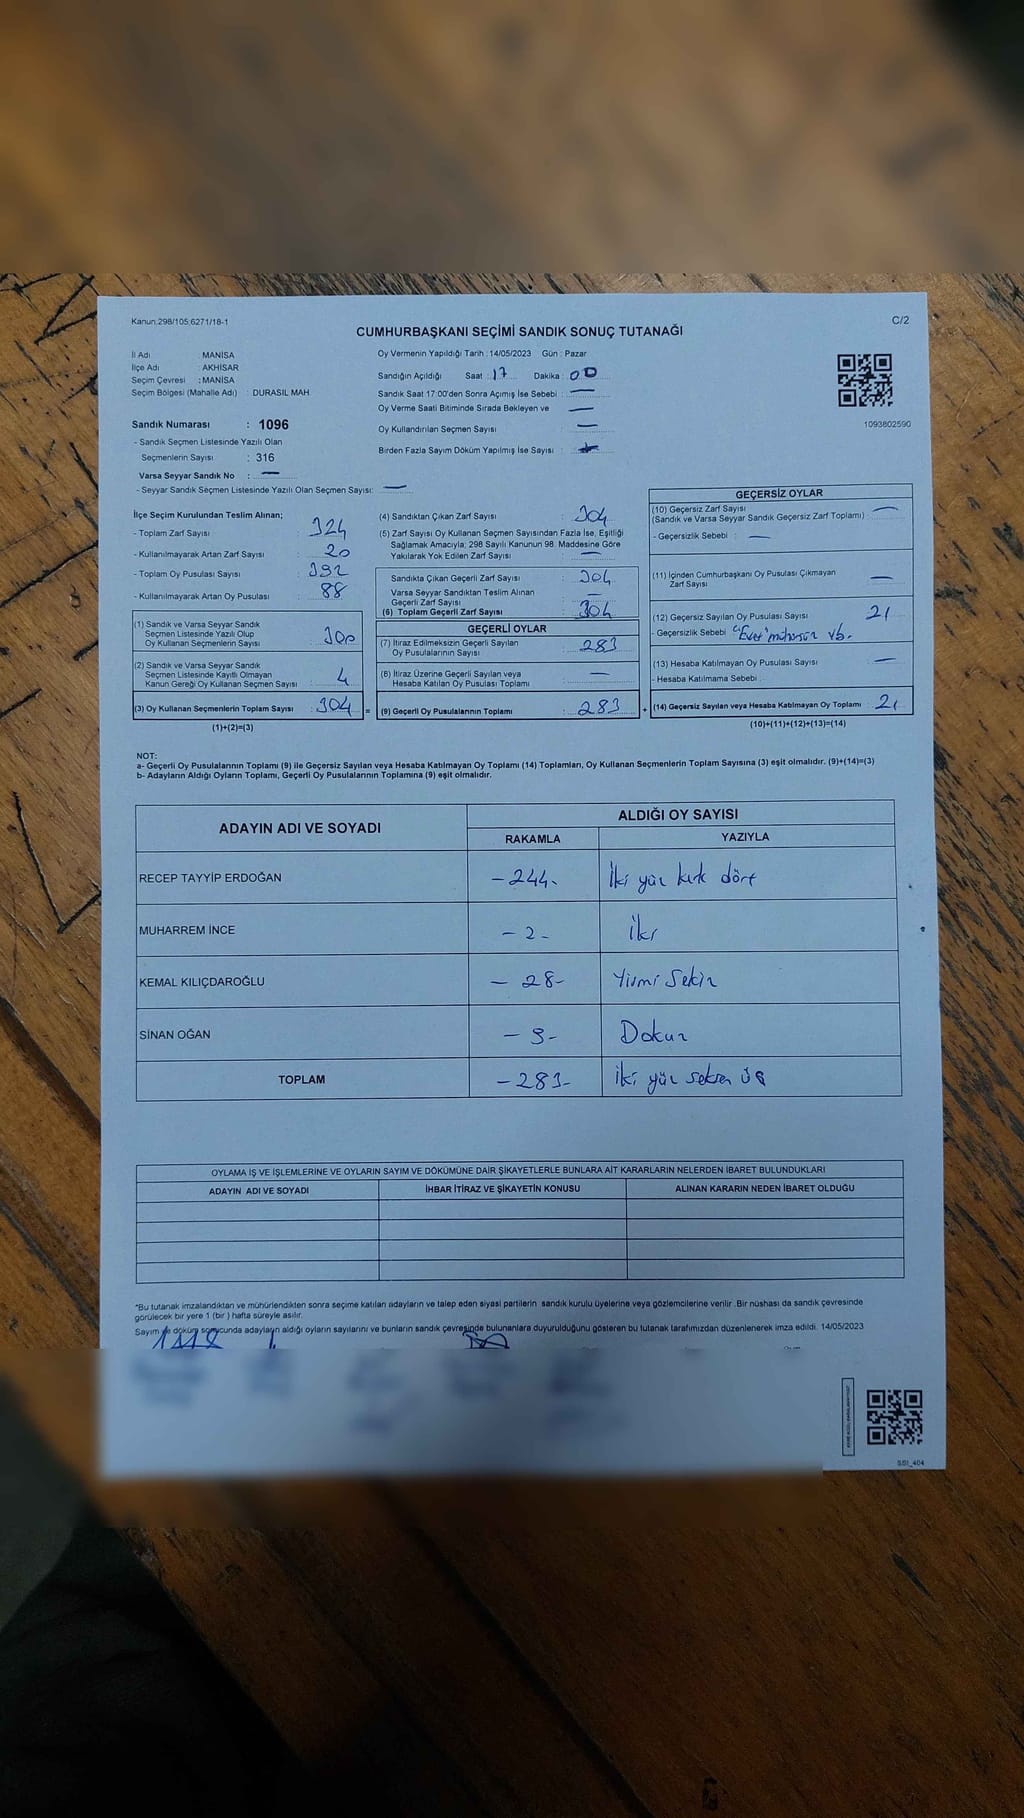 Kanun.298/105;6271/18-1
C/2
CUMHURBAŞKANI SEÇİMİ SANDIK SONUÇ TUTANAĞI
İl Adı : MANİSA
İlçe Adı : AKHİSAR
Seçim Çevresi : MANİSA
Seçim Bölgesi (Mahalle Adı) : DURASIL MAH
Sandık Numarası : 1096
- Sandık Seçmen Listesinde Yazılı Olan
Seçmenlerin Sayısı : 316
Varsa Seyyar Sandık No : —
- Seyyar Sandık Seçmen Listesinde Yazılı Olan Seçmen Sayısı: —
Oy Vermenin Yapıldığı Tarih : 14/05/2023 Gün : Pazar
Sandığın Açıldığı Saat : 17 Dakika : 00
Sandık Saat 17:00'den Sonra Açımış İse Sebebi : —
Oy Verme Saati Bitiminde Sırada Bekleyen ve —
Oy Kullandırılan Seçmen Sayısı : —
Birden Fazla Sayım Döküm Yapılmış İse Sayısı : —
1093802590
İlçe Seçim Kurulundan Teslim Alınan;
- Toplam Zarf Sayısı : 324
- Kullanılmayarak Artan Zarf Sayısı : 20
- Toplam Oy Pusulası Sayısı : 392
- Kullanılmayarak Artan Oy Pusulası : 88
(1) Sandık ve Varsa Seyyar Sandık
Seçmen Listesinde Yazılı Olup
Oy Kullanan Seçmenlerin Sayısı : 300
(2) Sandık ve Varsa Seyyar Sandık
Seçmen Listesinde Kayıtlı Olmayan
Kanun Gereği Oy Kullanan Seçmen Sayısı : 4
(3) Oy Kullanan Seçmenlerin Toplam Sayısı : 304 =
(1)+(2)=(3)
(4) Sandıktan Çıkan Zarf Sayısı : 304
(5) Zarf Sayısı Oy Kullanan Seçmen Sayısından Fazla İse, Eşitliği
Sağlamak Amacıyla; 298 Sayılı Kanunun 98. Maddesine Göre
Yakılarak Yok Edilen Zarf Sayısı : —
Sandıkta Çıkan Geçerli Zarf Sayısı : 304
Varsa Seyyar Sandıktan Teslim Alınan
Geçerli Zarf Sayısı : —
(6) Toplam Geçerli Zarf Sayısı : 304
GEÇERLİ OYLAR
(7) İtiraz Edilmeksizin Geçerli Sayılan
Oy Pusulalarının Sayısı : 283
(8) İtiraz Üzerine Geçerli Sayılan veya
Hesaba Katılan Oy Pusulası Toplamı : —
(9) Geçerli Oy Pusulalarının Toplamı : 283 +
GEÇERSİZ OYLAR
(10) Geçersiz Zarf Sayısı
(Sandık ve Varsa Seyyar Sandık Geçersiz Zarf Toplamı) : —
- Geçersizlik Sebebi : —
(11) İçinden Cumhurbaşkanı Oy Pusulası Çıkmayan
Zarf Sayısı —
(12) Geçersiz Sayılan Oy Pusulası Sayısı : 21
- Geçersizlik Sebebi : "Evet" mühürsüz vb.
(13) Hesaba Katılmayan Oy Pusulası Sayısı : —
- Hesaba Katılmama Sebebi :
(14) Geçersiz Sayılan veya Hesaba Katılmayan Oy Toplamı : 21
(10)+(11)+(12)+(13)=(14)
NOT:
a- Geçerli Oy Pusulalarının Toplamı (9) ile Geçersiz Sayılan veya Hesaba Katılmayan Oy Toplamı (14) Toplamları, Oy Kullanan Seçmenlerin Toplam Sayısına (3) eşit olmalıdır. (9)+(14)=(3)
b- Adayların Aldığı Oyların Toplamı, Geçerli Oy Pusulalarının Toplamına (9) eşit olmalıdır.
ADAYIN ADI VE SOYADI ALDIĞI OY SAYISI
RAKAMLA YAZIYLA
RECEP TAYYİP ERDOĞAN - 244 - İki yüz kırk dört
MUHARREM İNCE - 2 - İki
KEMAL KILIÇDAROĞLU - 28 - Yirmi Sekiz
SİNAN OĞAN - 9 - Dokuz
TOPLAM - 283 - İki yüz seksen üç
OYLAMA İŞ VE İŞLEMLERİNE VE OYLARIN SAYIM VE DÖKÜMÜNE DAİR ŞİKAYETLERLE BUNLARA AİT KARARLARIN NELERDEN İBARET BULUNDUKLARI
ADAYIN ADI VE SOYADI İHBAR İTİRAZ VE ŞİKAYETİN KONUSU ALINAN KARARIN NEDEN İBARET OLDUĞU
*Bu tutanak imzalandıktan ve mühürlendikten sonra seçime katılan adayların ve talep eden siyasi partilerin sandık kurulu üyelerine veya gözlemcilerine verilir .Bir nüshası da sandık çevresinde
görülecek bir yere 1 (bir ) hafta süreyle asılır.
Sayım ve döküm sonucunda adayların aldığı oyların sayılarını ve bunların sandık çevresinde bulunanlara duyurulduğunu gösteren bu tutanak tarafımızdan düzenlenerek imza edildi. 14/05/2023